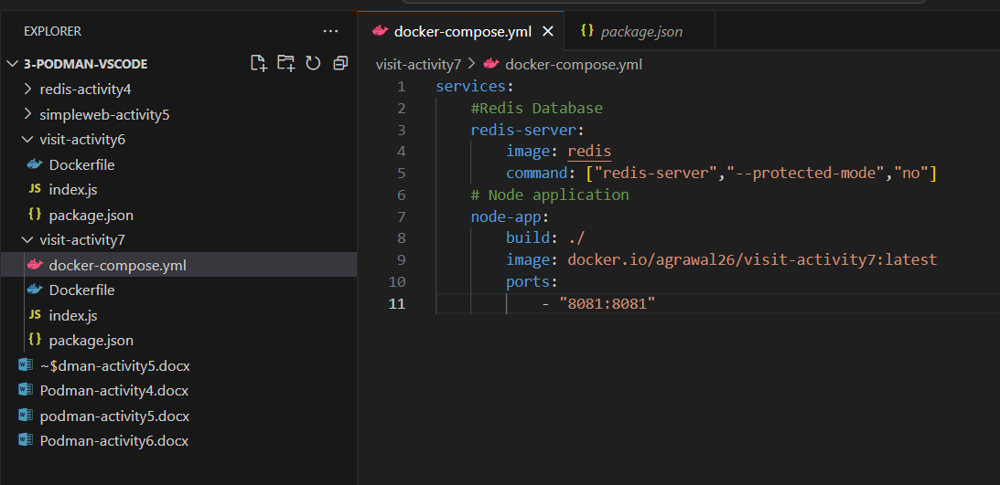 EXPLORER
3-PODMAN-VSCODE
redis-activity4
simpleweb-activity5
visit-activity6
Dockerfile
JS index.js
{} package.json
visit-activity7
docker-compose.yml
Dockerfile
JS index.js
{} package.json
~$dman-activity5.docx
Podman-activity4.docx
podman-activity5.docx
Podman-activity6.docx
docker-compose.yml
{} package.json
visit-activity7 > docker-compose.yml
1 services:
2 #Redis Database
3 redis-server:
4 image: redis
5 command: ["redis-server","--protected-mode","no"]
6 # Node application
7 node-app:
8 build: ./
9 image: docker.io/agrawal26/visit-activity7:latest
10 ports:
11 - "8081:8081"